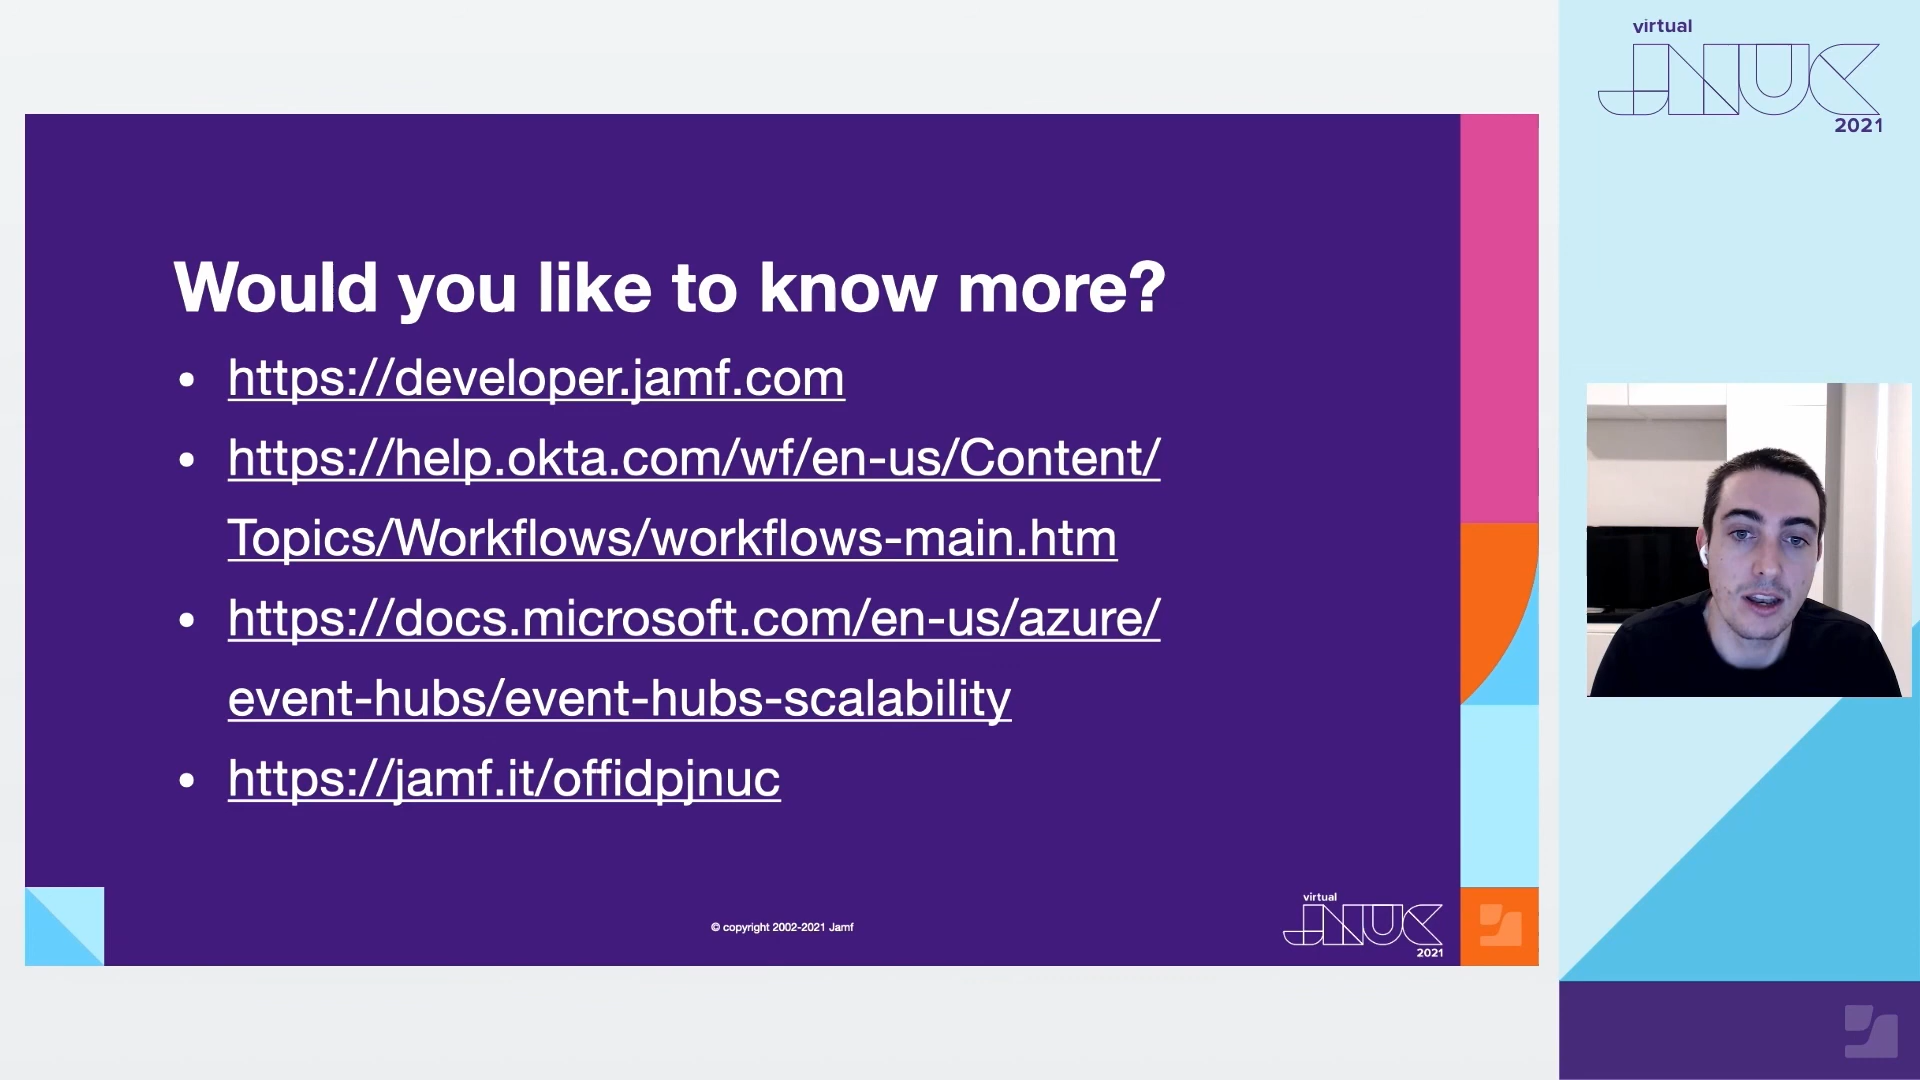 Would you like to know more?
• https://developer.jamf.com
• https://help.okta.com/wf/en-us/Content/
Topics/Workflows/workflows-main.htm
• https://docs.microsoft.com/en-us/azure/
event-hubs/event-hubs-scalability
• https://jamf.it/offidpjnuc
© copyright 2002-2021 Jamf
virtual
JNUC
2021
virtual
JNUC
2021